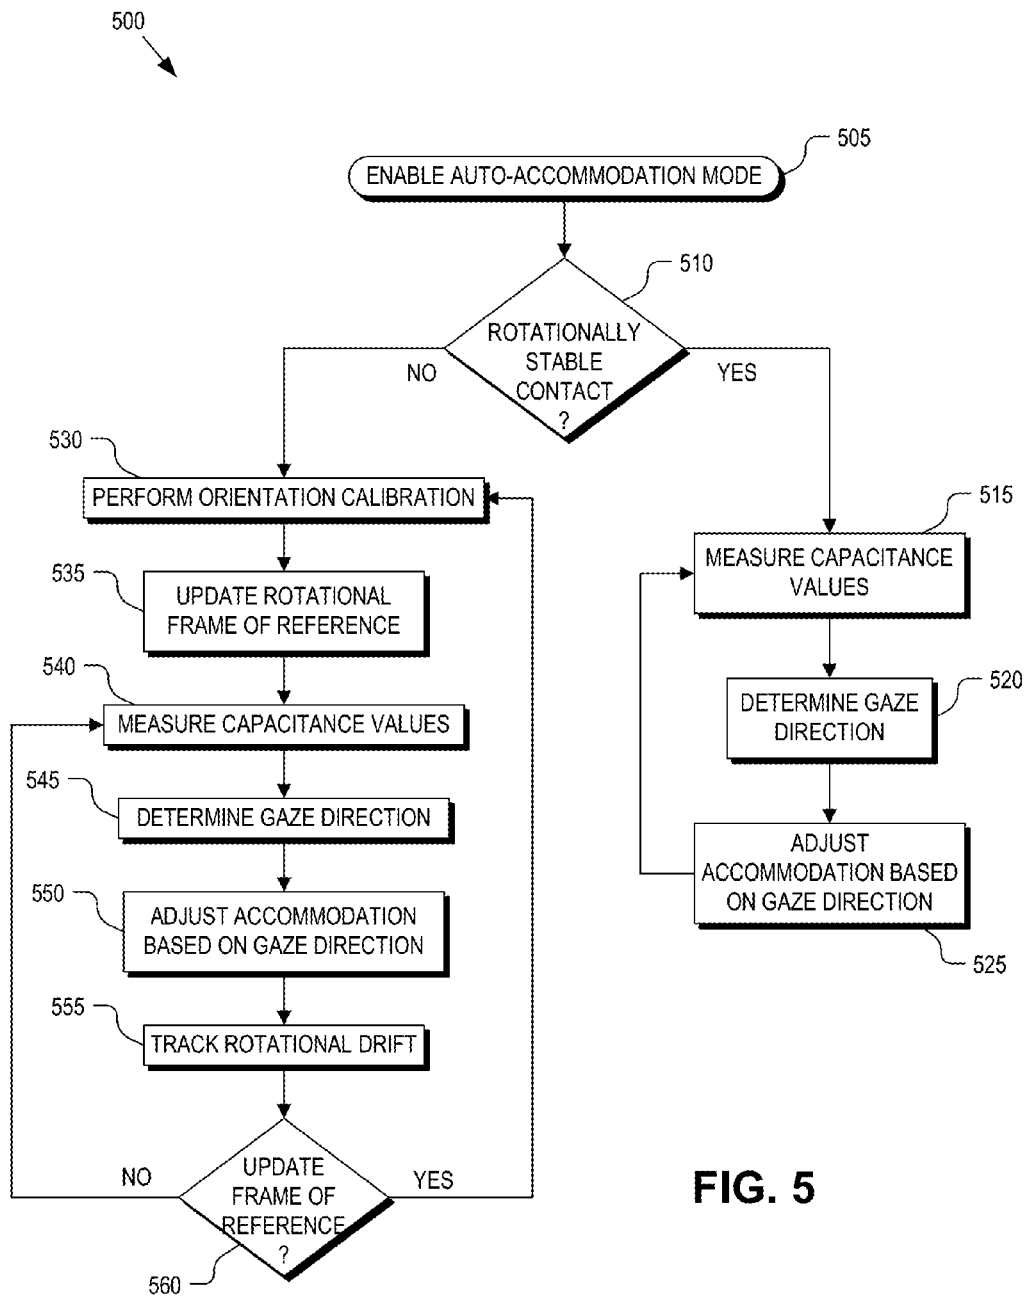 500
505
ENABLE AUTO-ACCOMMODATION MODE
510
ROTATIONALLY
STABLE
CONTACT
?
NO
YES
530
PERFORM ORIENTATION CALIBRATION
535
UPDATE ROTATIONAL
FRAME OF REFERENCE
540
MEASURE CAPACITANCE VALUES
545
DETERMINE GAZE DIRECTION
550
ADJUST ACCOMMODATION
BASED ON GAZE DIRECTION
555
TRACK ROTATIONAL DRIFT
NO
YES
UPDATE
FRAME OF
REFERENCE
?
560
515
MEASURE CAPACITANCE
VALUES
520
DETERMINE GAZE
DIRECTION
ADJUST
ACCOMMODATION BASED
ON GAZE DIRECTION
525
FIG. 5